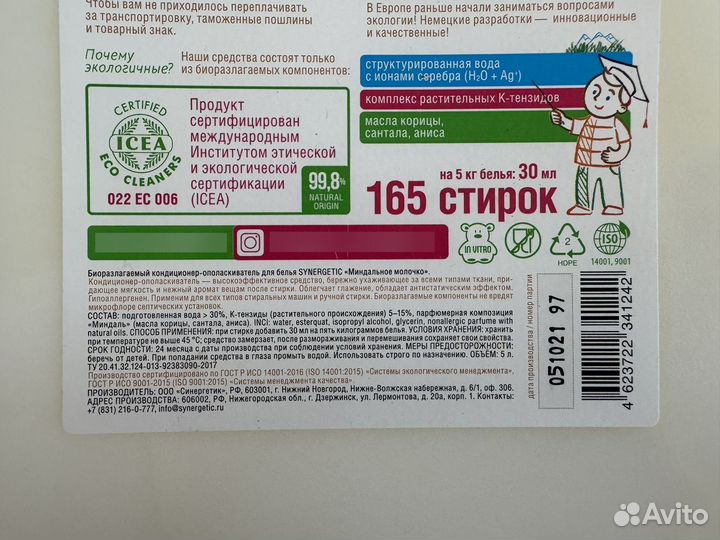 Чтобы вам не приходилось переплачивать
за транспортировку, таможенные пошлины
и товарный знак.
В Европе раньше начали заниматься вопросами
экологии! Немецкие разработки — инновационные
и качественные!
Почему
экологичные?
Наши средства состоят только
из биоразлагаемых компонентов:
структурированная вода
с ионами серебра (H₂O + Ag⁺)
комплекс растительных К-тензидов
масла корицы,
сантала, аниса
CERTIFIED
ICEA
ECO CLEANERS
022 EC 006
Продукт
сертифицирован
международным
Институтом этической
и экологической
сертификации
(ICEA)
99,8%
NATURAL
ORIGIN
на 5 кг белья: 30 мл
165 стирок
IN VITRO
2
HDPE
ISO
14001, 9001
Биоразлагаемый кондиционер-ополаскиватель для белья SYNERGETIC «Миндальное молочко».
Кондиционер-ополаскиватель — высокоэффективное средство, бережно ухаживающее за всеми типами ткани, при-
дающее мягкость и нежный аромат вещам после стирки. Облегчает глажение, обладает антистатическим эффектом.
Гипоаллергенен. Применим для всех типов стиральных машин и ручной стирки. Биоразлагаемые компоненты не вредят
микрофлоре септических установок.
СОСТАВ: подготовленная вода > 30%, К-тензиды (растительного происхождения) 5–15%, парфюмерная композиция
«Миндаль» (масла корицы, сантала, аниса). INCI: water, esterquat, isopropyl alcohol, glycerin, nonallergic perfume with
natural oils. СПОСОБ ПРИМЕНЕНИЯ: при стирке добавить 30 мл на пять килограмм белья. УСЛОВИЯ ХРАНЕНИЯ: хранить
при температуре не выше 45 °С; средство замерзает, после размораживания и перемешивания сохраняет свои свойства.
СРОК ГОДНОСТИ: 24 месяца с даты производства при соблюдении условий хранения. МЕРЫ ПРЕДОСТОРОЖНОСТИ:
беречь от детей. При попадании средства в глаза промыть водой. Использовать строго по назначению. ОБЪЁМ: 5 л.
ТУ 20.41.32.124-013-92383090-2017
Производство сертифицировано по ГОСТ Р ИСО 14001-2016 (ISO 14001:2015) «Системы экологического менеджмента»,
ГОСТ Р ИСО 9001-2015 (ISO 9001:2015) «Системы менеджмента качества».
ПРОИЗВОДИТЕЛЬ: ООО «Синергетик», РФ, 603001, г. Нижний Новгород, Нижне-Волжская набережная, д. 6/1, оф. 306.
АДРЕС ПРОИЗВОДСТВА: 606002, РФ, Нижегородская обл., г. Дзержинск, ул. Лермонтова, д. 20а, корп. 1. Контакты:
+7 (831) 216-0-777, info@synergetic.ru
дата производства / номер партии
051021 97
4 623722 341242
Avito